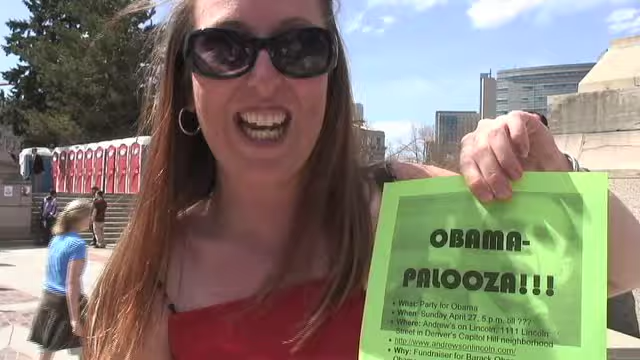 OBAMA-
PALOOZA!!!
• What: Party for Obama
• When: Sunday April 27, 5 p.m. till ???
• Where: Andrew's on Lincoln, 1111 Lincoln
Street in Denver's Capitol Hill neighborhood
• http://www.andrewsonlincoln.com
• Why: Fundraiser for Barack Obama